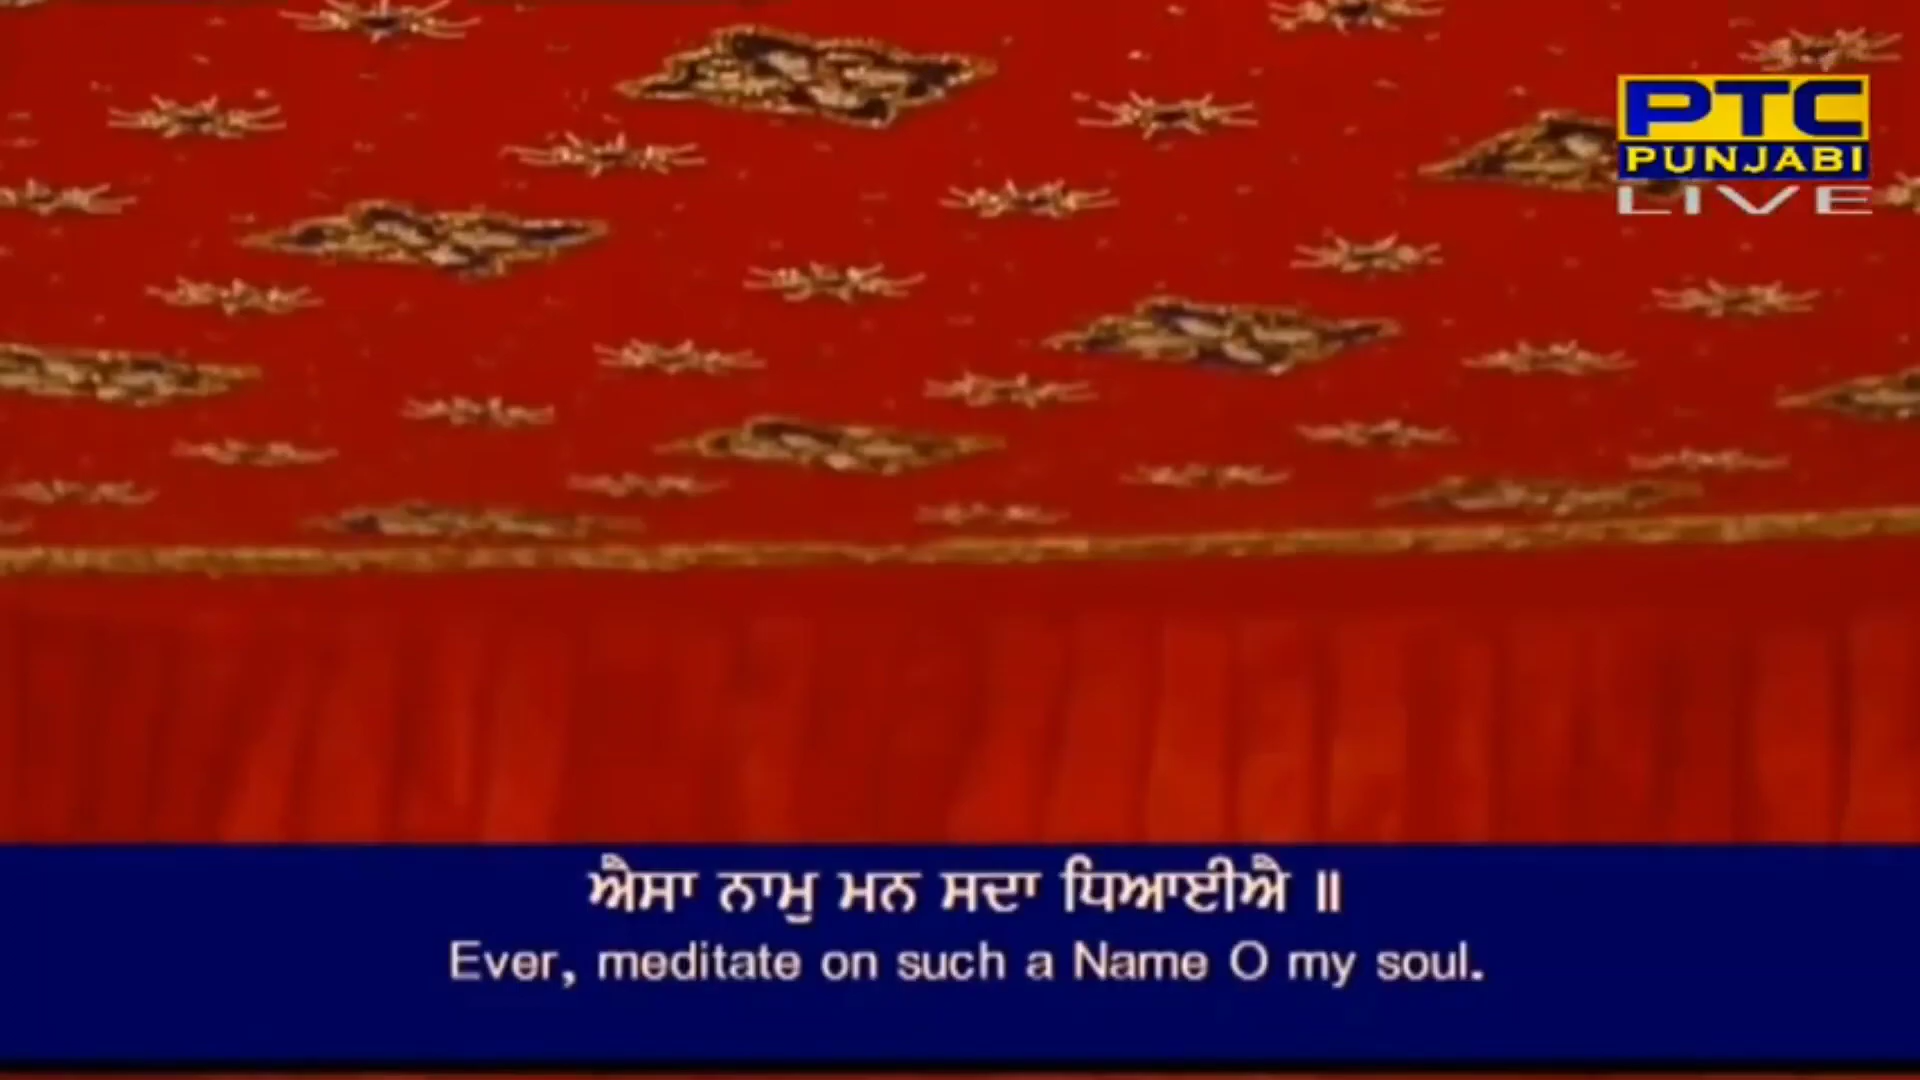 PTC
PUNJABI
LIVE
ਐਸਾ ਨਾਮੁ ਮਨ ਸਦਾ ਧਿਆਈਐ ॥
Ever, meditate on such a Name O my soul.